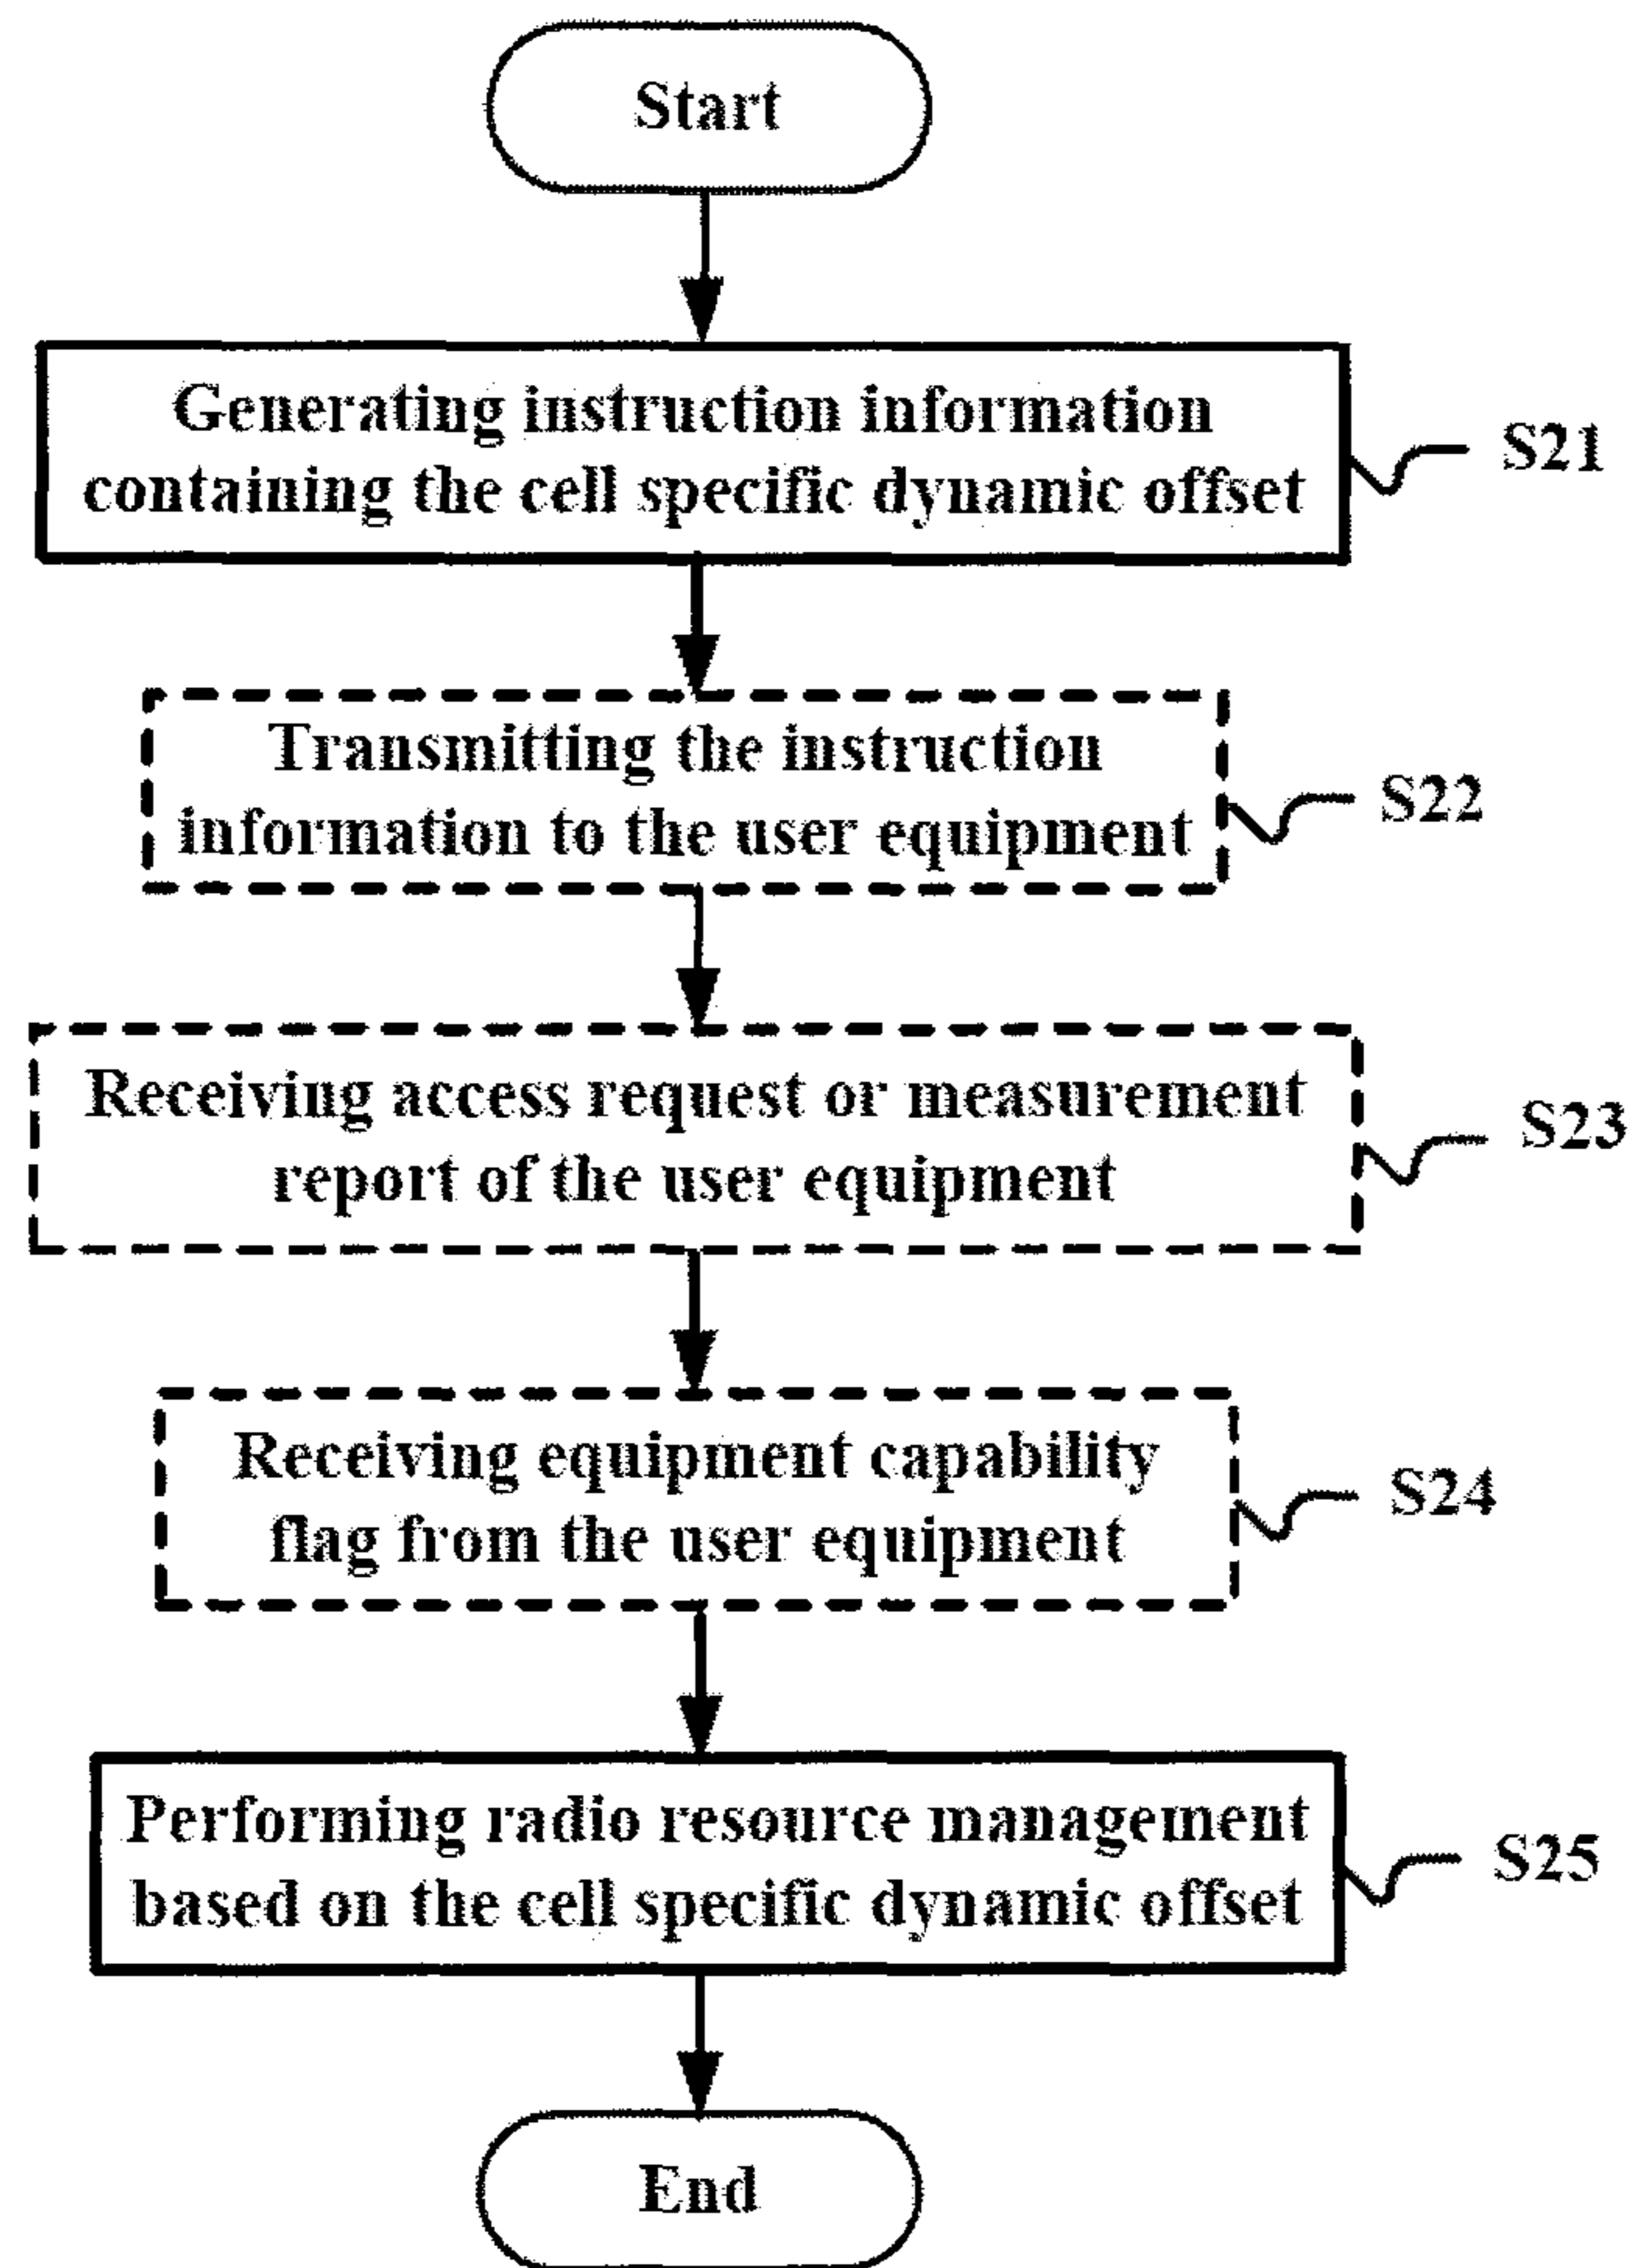 Start
Generating instruction information
containing the cell specific dynamic offset
S21
Transmitting the instruction
information to the user equipment
S22
Receiving access request or measurement
report of the user equipment
S23
Receiving equipment capability
flag from the user equipment
S24
Performing radio resource management
based on the cell specific dynamic offset
S25
End